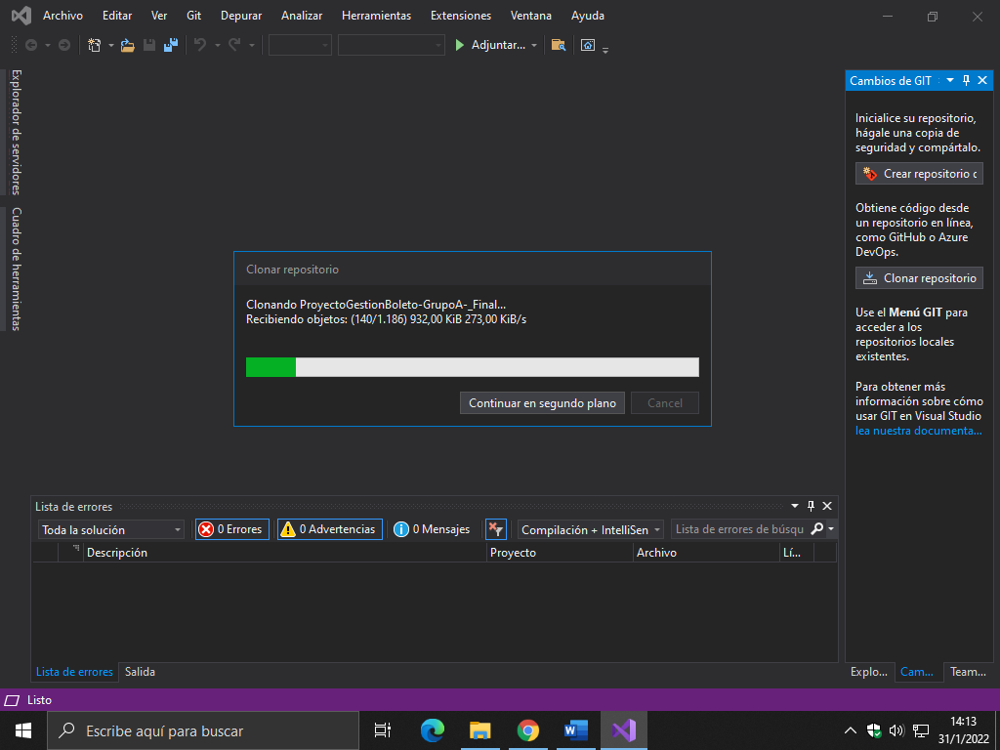 Archivo Editar Ver Git Depurar Analizar Herramientas Extensiones Ventana Ayuda
Adjuntar...
Explorador de servidores
Cuadro de herramientas
Clonar repositorio
Clonando ProyectoGestionBoleto-GrupoA-_Final...
Recibiendo objetos: (140/1.186) 932,00 KiB 273,00 KiB/s
Continuar en segundo plano Cancel
Cambios de GIT
Inicialice su repositorio,
hágale una copia de
seguridad y compártalo.
Crear repositorio c
Obtiene código desde
un repositorio en línea,
como GitHub o Azure
DevOps.
Clonar repositorio
Use el Menú GIT para
acceder a los
repositorios locales
existentes.
Para obtener más
información sobre cómo
usar GIT en Visual Studio
lea nuestra documenta...
Lista de errores
Toda la solución 0 Errores 0 Advertencias 0 Mensajes Compilación + IntelliSen Lista de errores de búsqu
Descripción Proyecto Archivo Lí...
Lista de errores Salida
Explo... Cam... Team...
Listo
Escribe aquí para buscar
14:13
31/1/2022